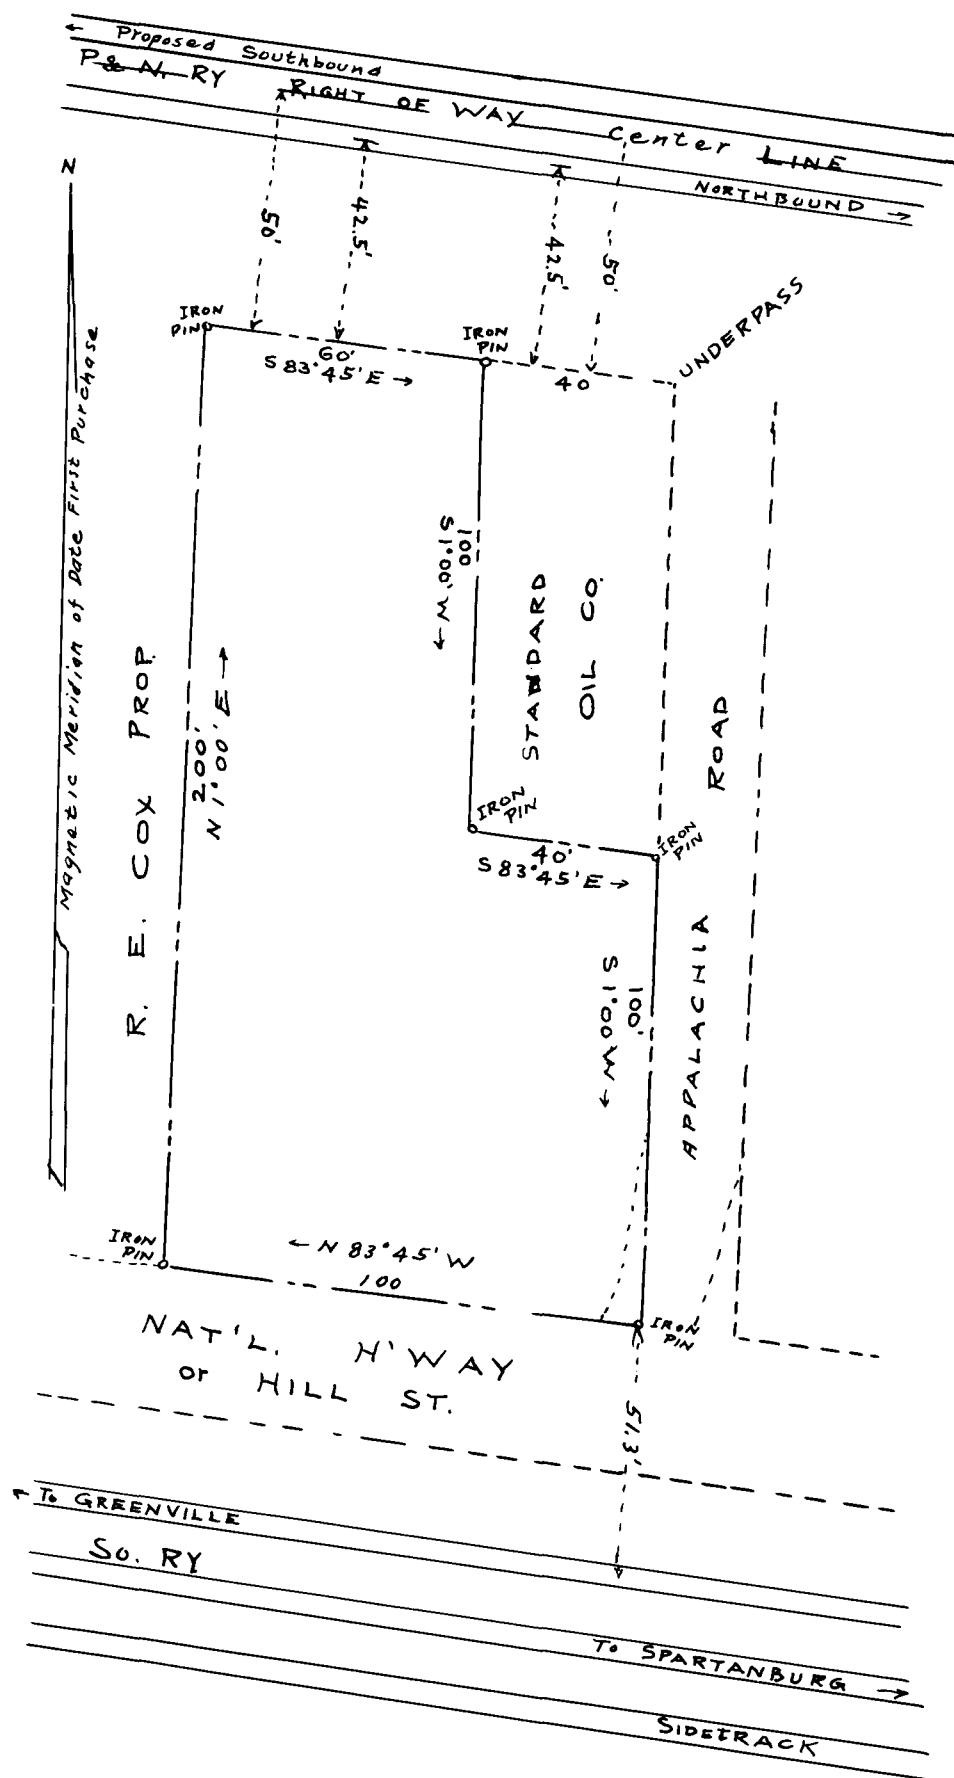 ← Proposed Southbound
P & N. RY RIGHT OF WAY Center LINE
NORTHBOUND →
N
50'
42.5'
42.5'
50'
UNDERPASS
IRON
PIN
60'
S 83°45' E →
IRON
PIN
40
Magnetic Meridian of Date First Purchase
R. E. COX PROP.
200'
N 1°00' E →
100
S 1°00' W →
STANDARD
OIL CO.
APPALACHIA ROAD
IRON
PIN
40'
S 83°45' E →
IRON
PIN
100'
S 1°00 W →
IRON
PIN
← N 83°45' W
100
IRON
PIN
NAT'L. H'WAY
or HILL ST.
51.3'
← To GREENVILLE
So. RY
To SPARTANBURG →
SIDETRACK